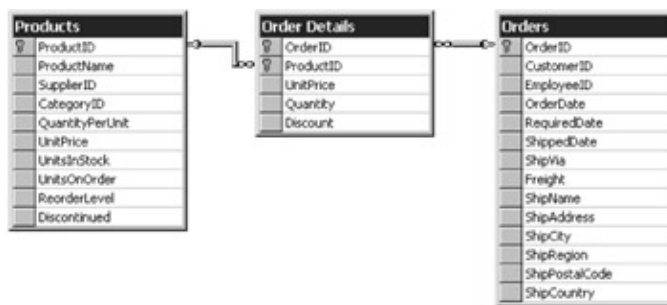 Products
ProductID
ProductName
SupplierID
CategoryID
QuantityPerUnit
UnitPrice
UnitsInStock
UnitsOnOrder
ReorderLevel
Discontinued
Order Details
OrderID
ProductID
UnitPrice
Quantity
Discount
Orders
OrderID
CustomerID
EmployeeID
OrderDate
RequiredDate
ShippedDate
ShipVia
Freight
ShipName
ShipAddress
ShipCity
ShipRegion
ShipPostalCode
ShipCountry